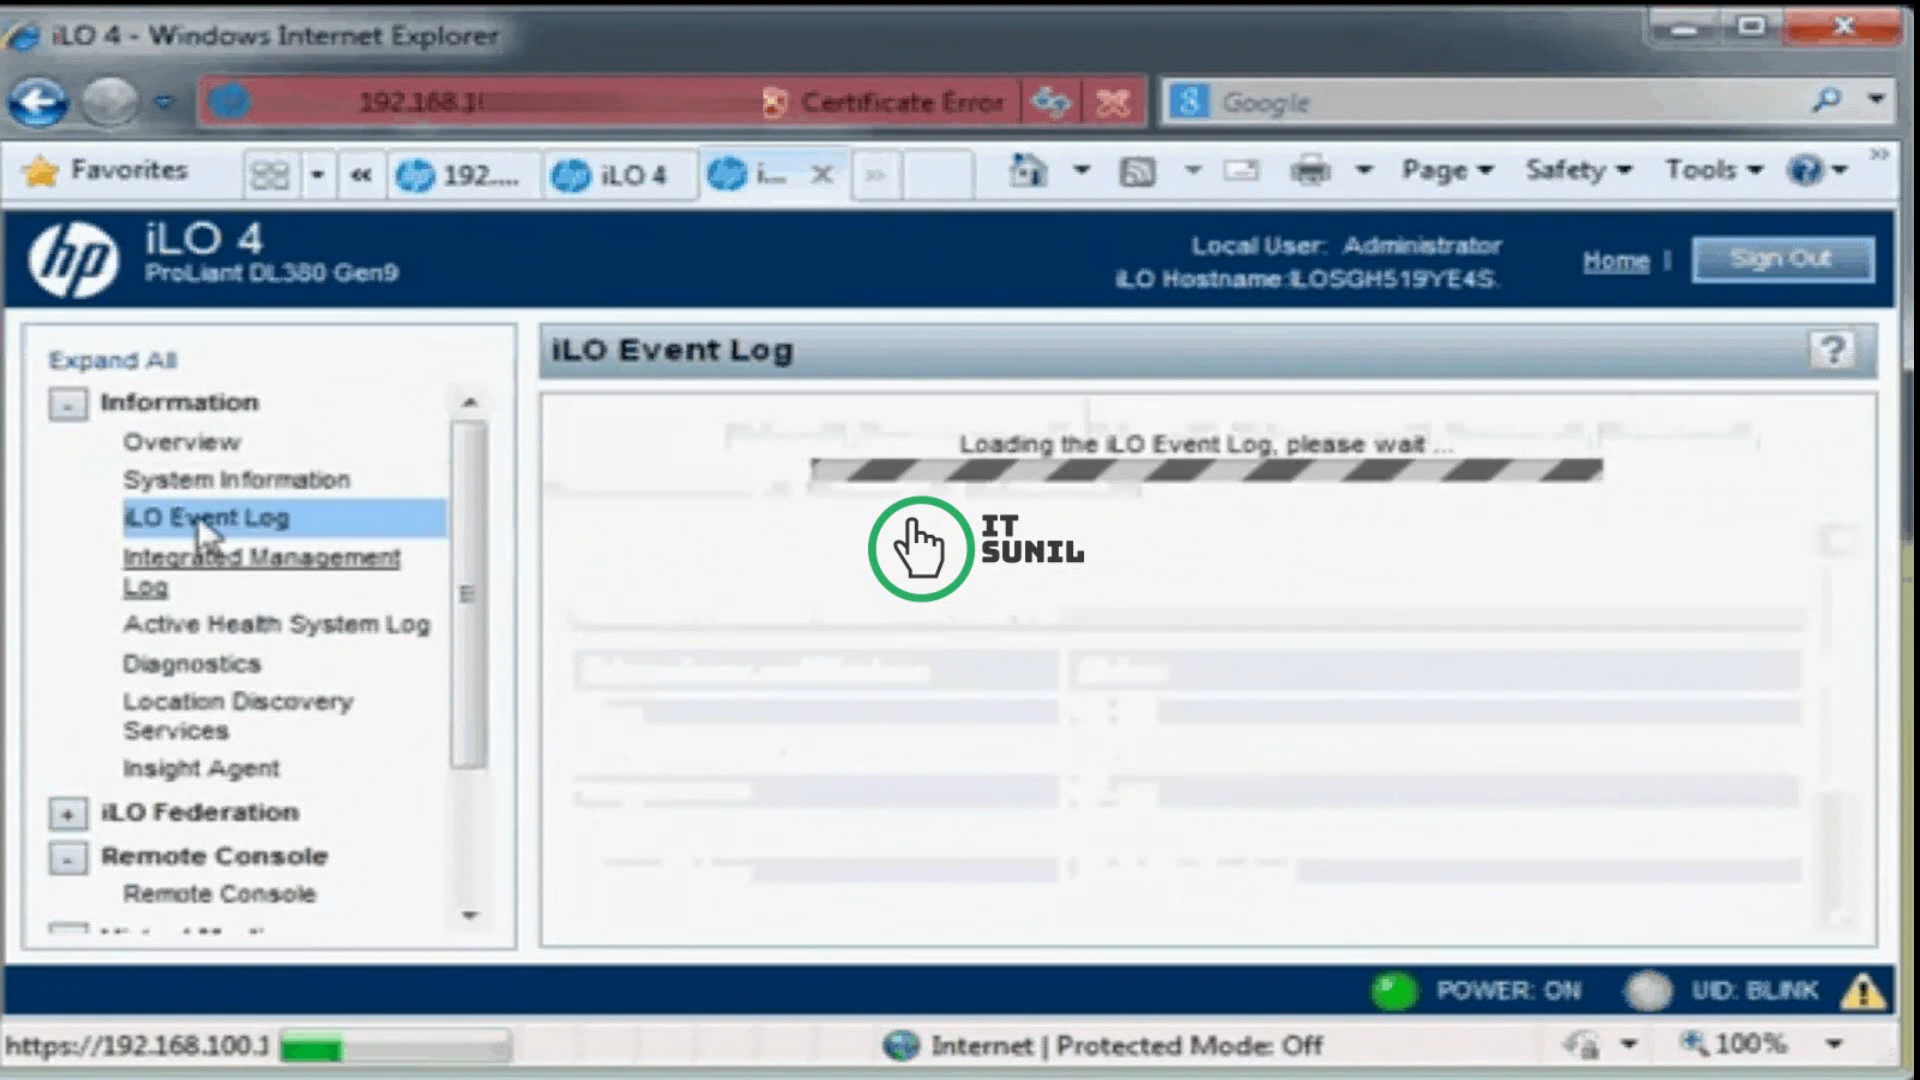 iLO 4 - Windows Internet Explorer
192.168.1
Certificate Error
Google
Favorites
192....
iLO 4
i...
Page
Safety
Tools
hp
iLO 4
ProLiant DL380 Gen9
Local User: Administrator
iLO Hostname:ILOSGH519YE4S.
Home |
Sign Out
Expand All
Information
Overview
System Information
iLO Event Log
Integrated Management
Log
Active Health System Log
Diagnostics
Location Discovery
Services
Insight Agent
iLO Federation
Remote Console
Remote Console
iLO Event Log
?
Loading the iLO Event Log, please wait ...
IT
SUNIL
POWER: ON
UID: BLINK
https://192.168.100.1
Internet | Protected Mode: Off
100%